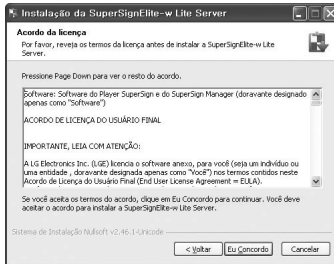 Instalação da SuperSignElite-w Lite Server
Acordo da licença
Por favor, reveja os termos da licença antes de instalar a SuperSignElite-w Lite
Server.
Pressione Page Down para ver o resto do acordo.
Software: Software do Player SuperSign e do SuperSign Manager (doravante designado
apenas como "Software")
ACORDO DE LICENÇA DO USUÁRIO FINAL
IMPORTANTE, LEIA COM ATENÇÃO:
A LG Electronics Inc. (LGE) licencia o software anexo, para você (seja um indivíduo ou
uma entidade , doravante designada apenas como "Você") nos termos contidos neste
Acordo de Licença do Usuário Final (End User License Agreement = EULA).
Se você aceita os termos do acordo, clique em Eu Concordo para continuar. Você deve
aceitar o acordo para instalar a SuperSignElite-w Lite Server.
Sistema de Instalação Nullsoft v2.46.1-Unicode
< Voltar Eu Concordo Cancelar